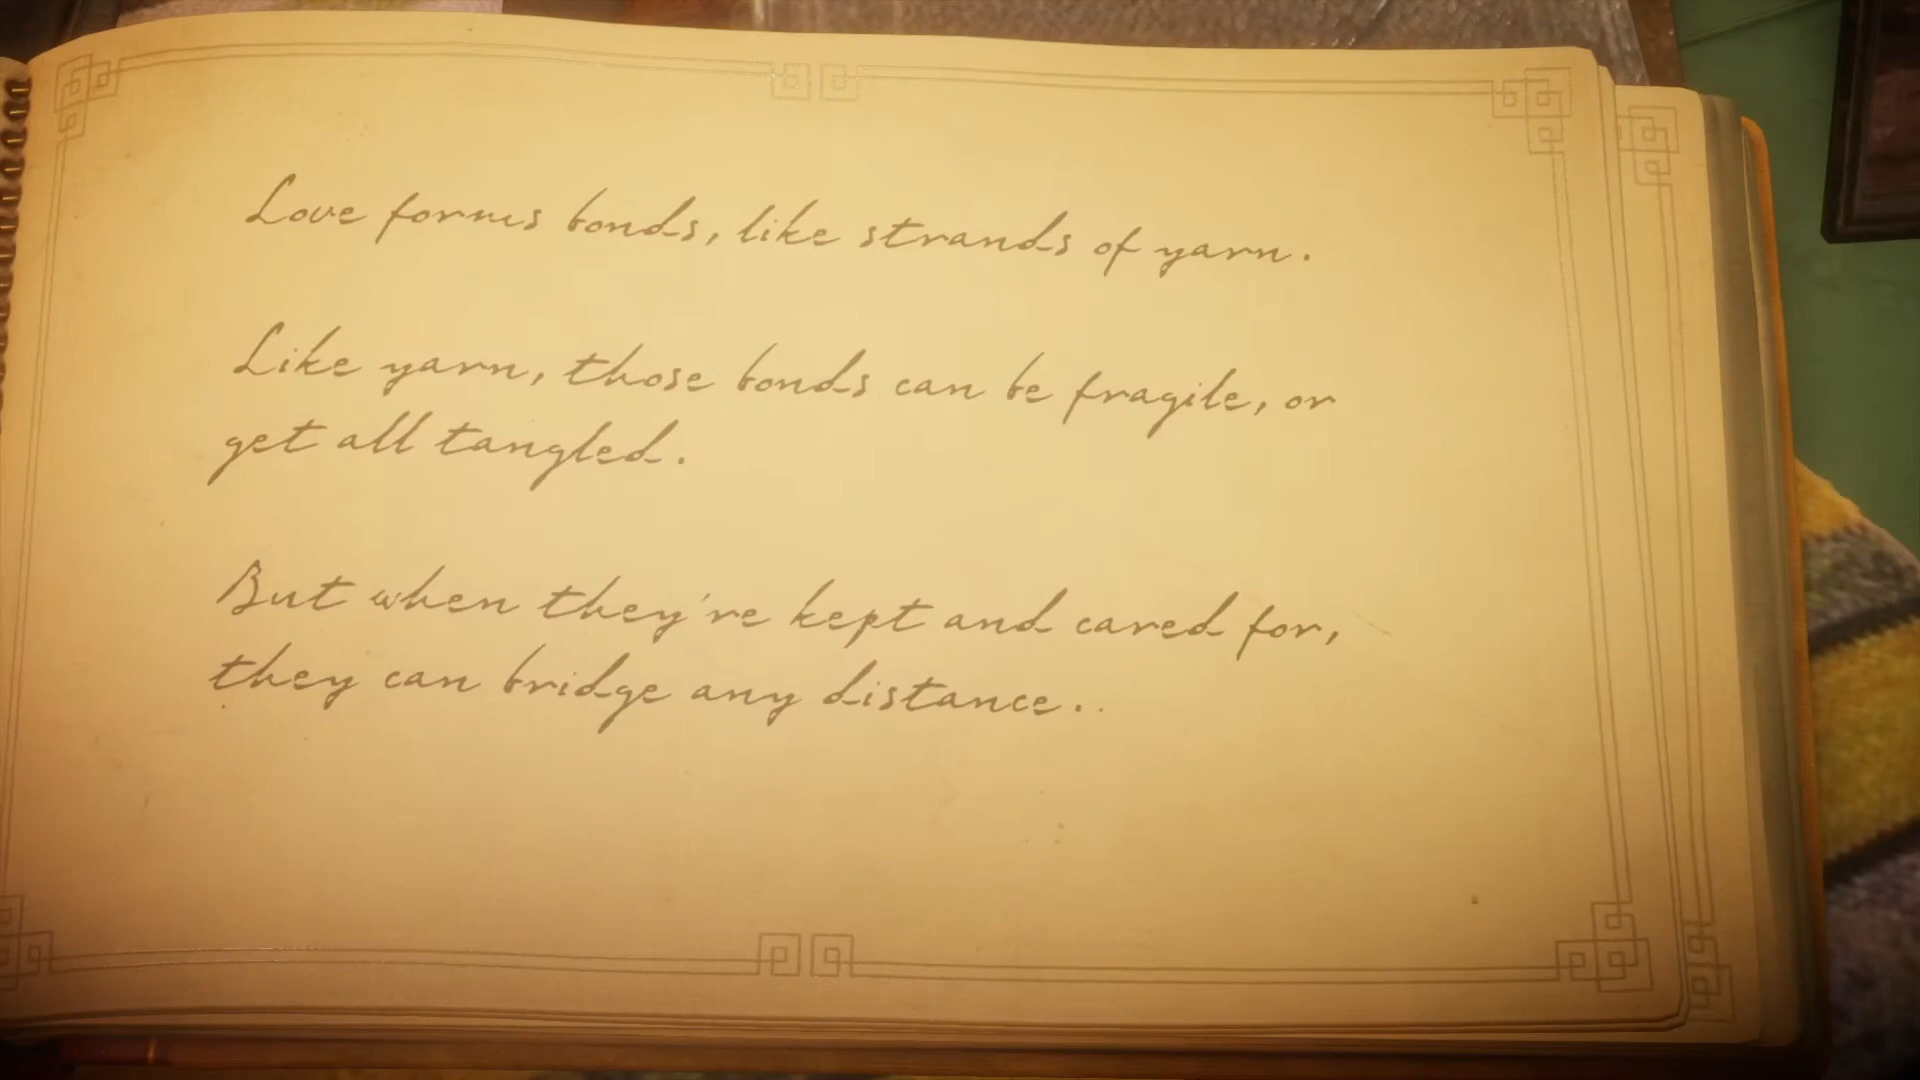 Love forms bonds, like strands of yarn.
Like yarn, those bonds can be fragile, or
get all tangled.
But when they're kept and cared for,
they can bridge any distance..